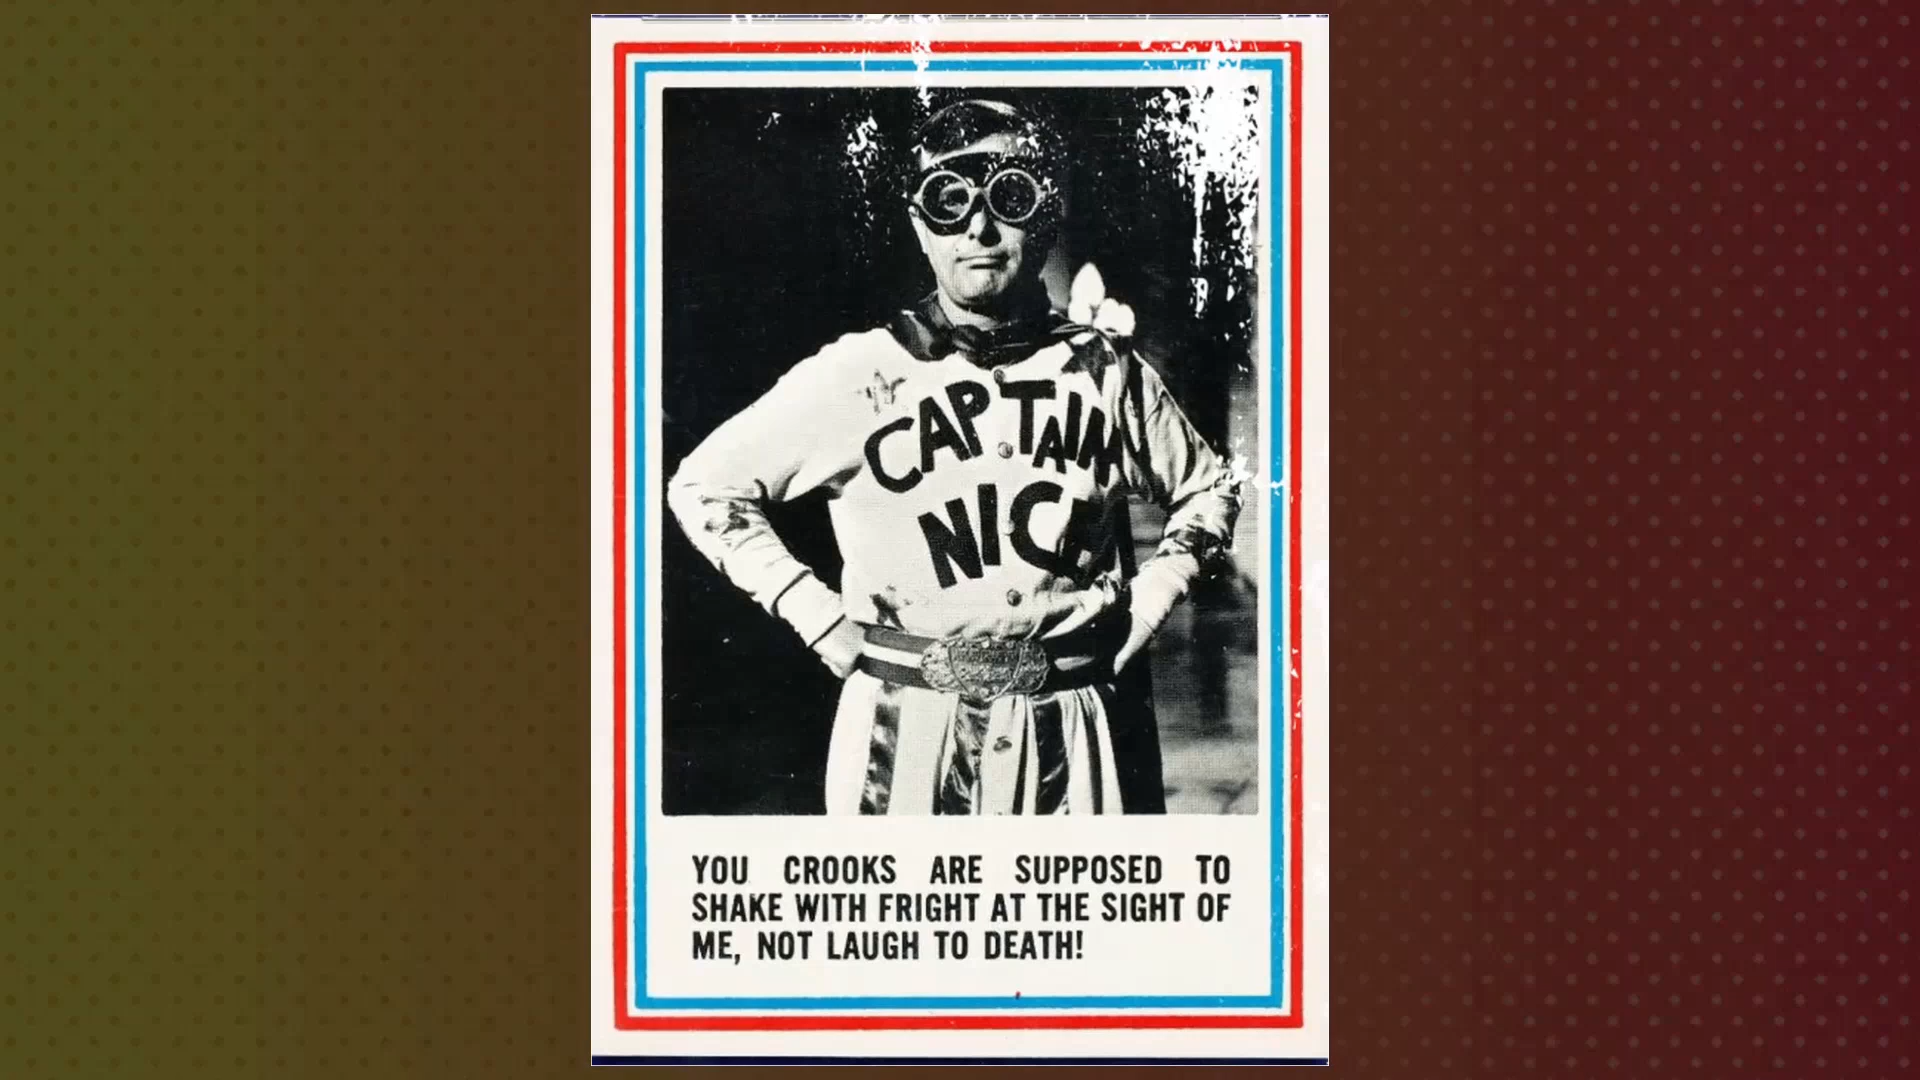 CAPTAIN
NICE
YOU CROOKS ARE SUPPOSED TO
SHAKE WITH FRIGHT AT THE SIGHT OF
ME, NOT LAUGH TO DEATH!